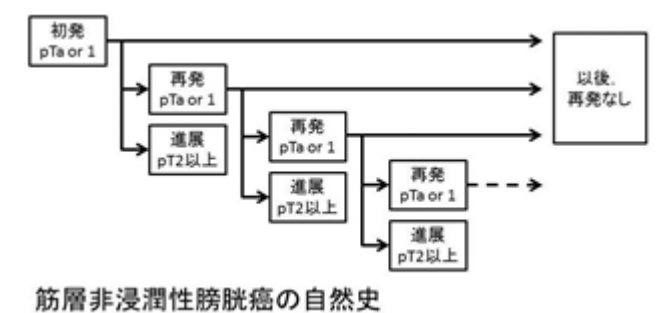 初発
pTa or 1
再発
pTa or 1
進展
pT2以上
再発
pTa or 1
進展
pT2以上
再発
pTa or 1
進展
pT2以上
以後,
再発なし
筋層非浸潤性膀胱癌の自然史